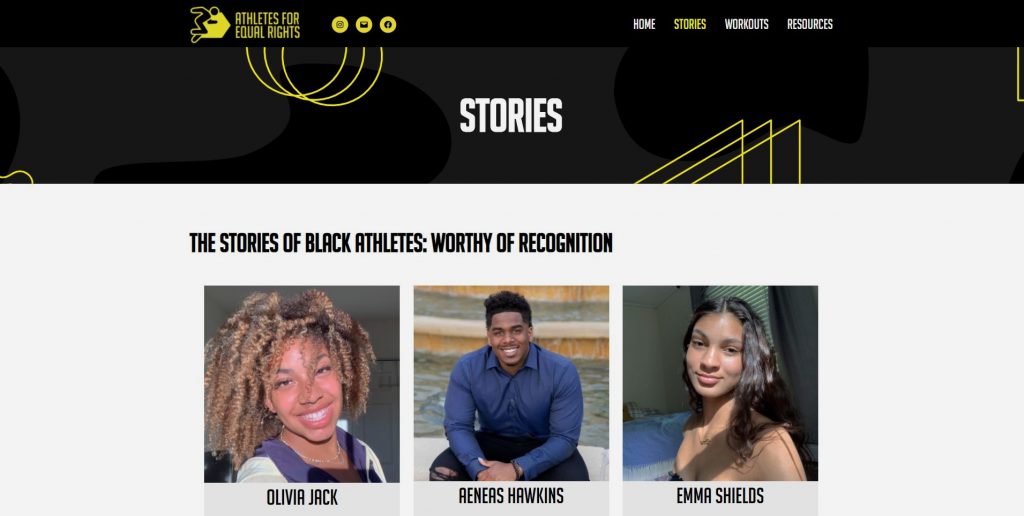 ATHLETES FOR
EQUAL RIGHTS
HOME STORIES WORKOUTS RESOURCES
STORIES
THE STORIES OF BLACK ATHLETES: WORTHY OF RECOGNITION
OLIVIA JACK
AENEAS HAWKINS
EMMA SHIELDS